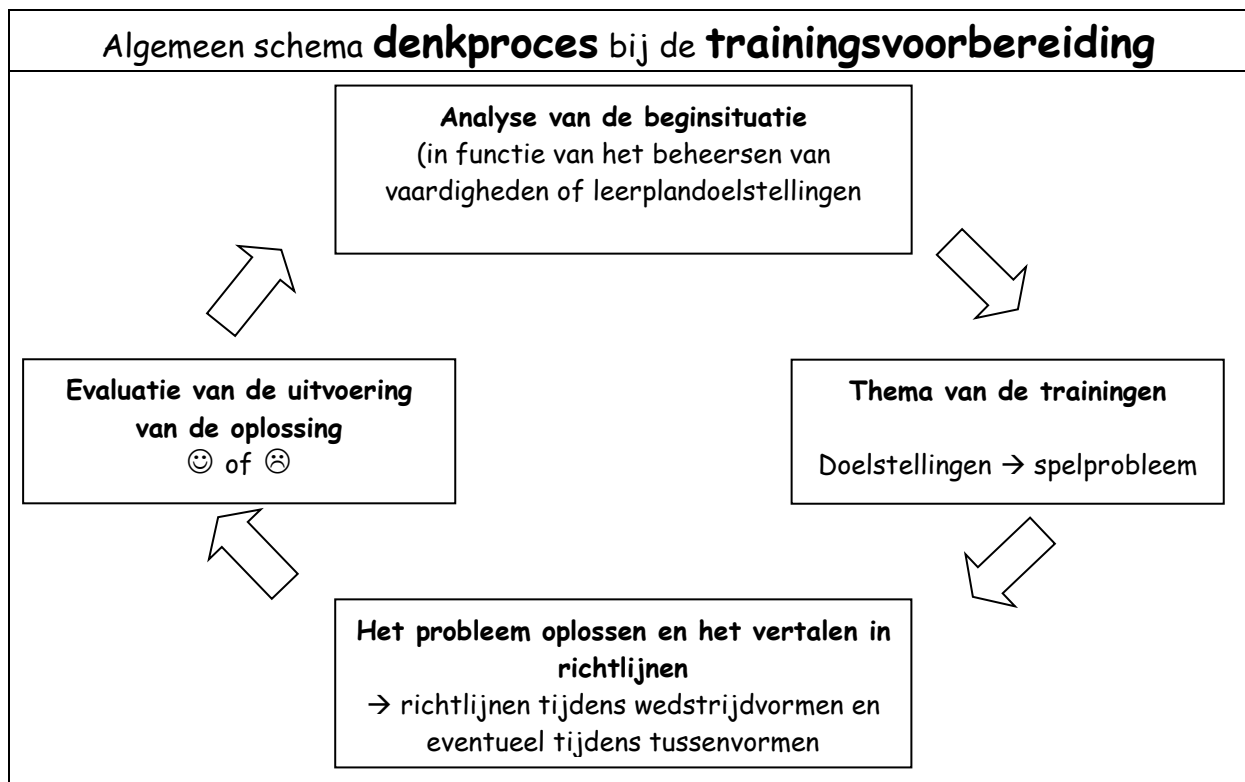 Algemeen schema denkproces bij de trainingsvoorbereiding
Analyse van de beginsituatie
(in functie van het beheersen van
vaardigheden of leerplandoelstellingen
Thema van de trainingen
Doelstellingen → spelprobleem
Het probleem oplossen en het vertalen in
richtlijnen
→ richtlijnen tijdens wedstrijdvormen en
eventueel tijdens tussenvormen
Evaluatie van de uitvoering
van de oplossing
☺ of ☹